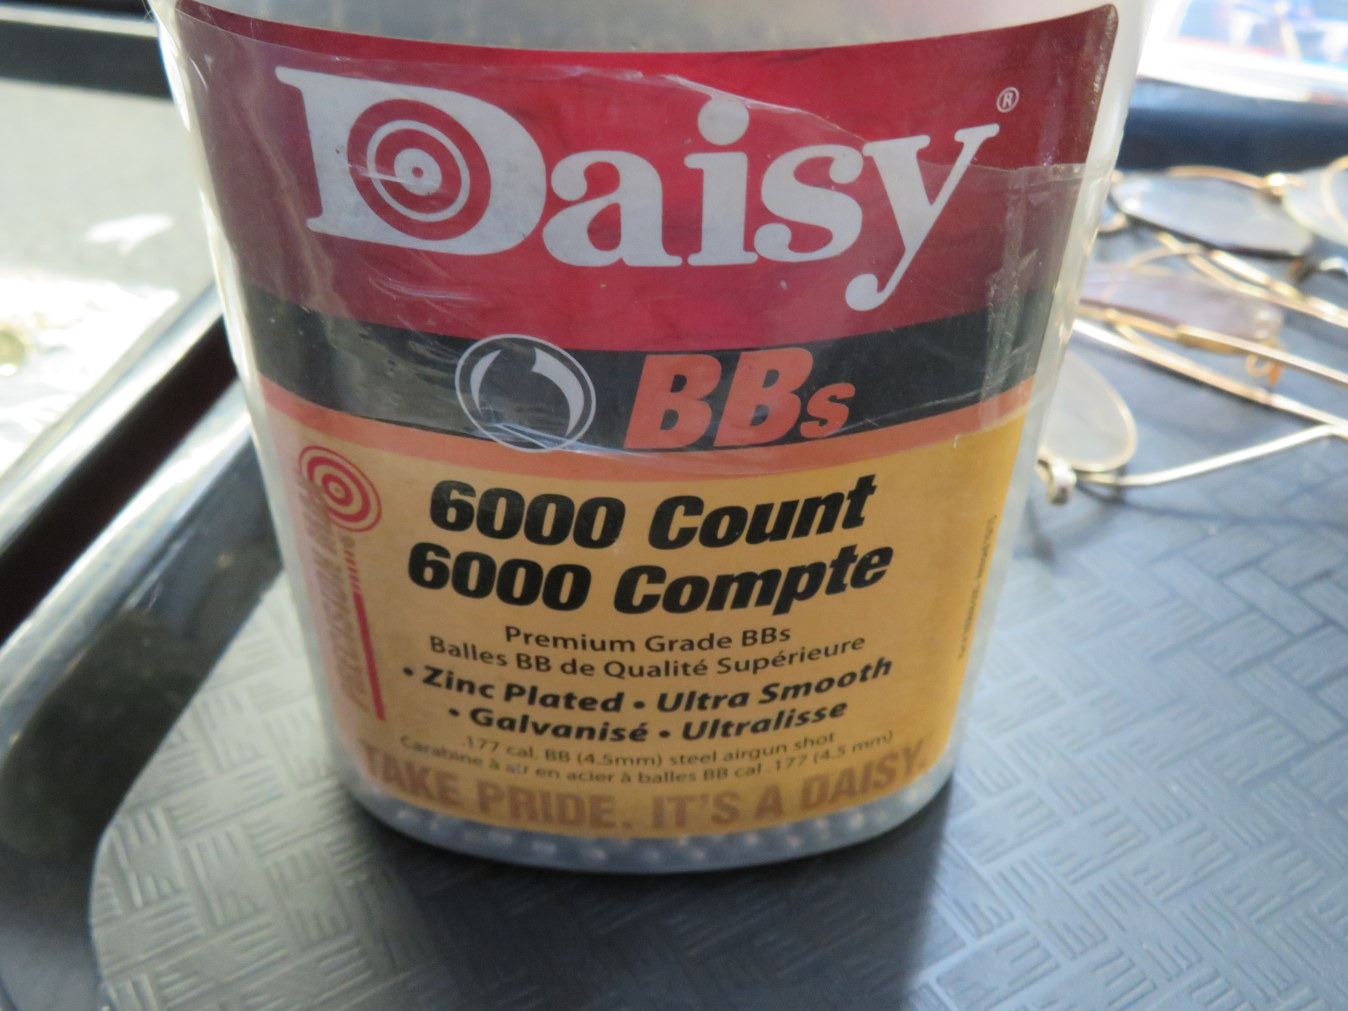 Daisy®
BBs
6000 Count
6000 Compte
Premium Grade BBs
Balles BB de Qualité Supérieure
• Zinc Plated • Ultra Smooth
• Galvanisé • Ultralisse
.177 cal. BB (4.5mm) steel airgun shot
Carabine à air en acier à balles BB cal .177 (4.5 mm)
TAKE PRIDE. IT'S A DAISY.